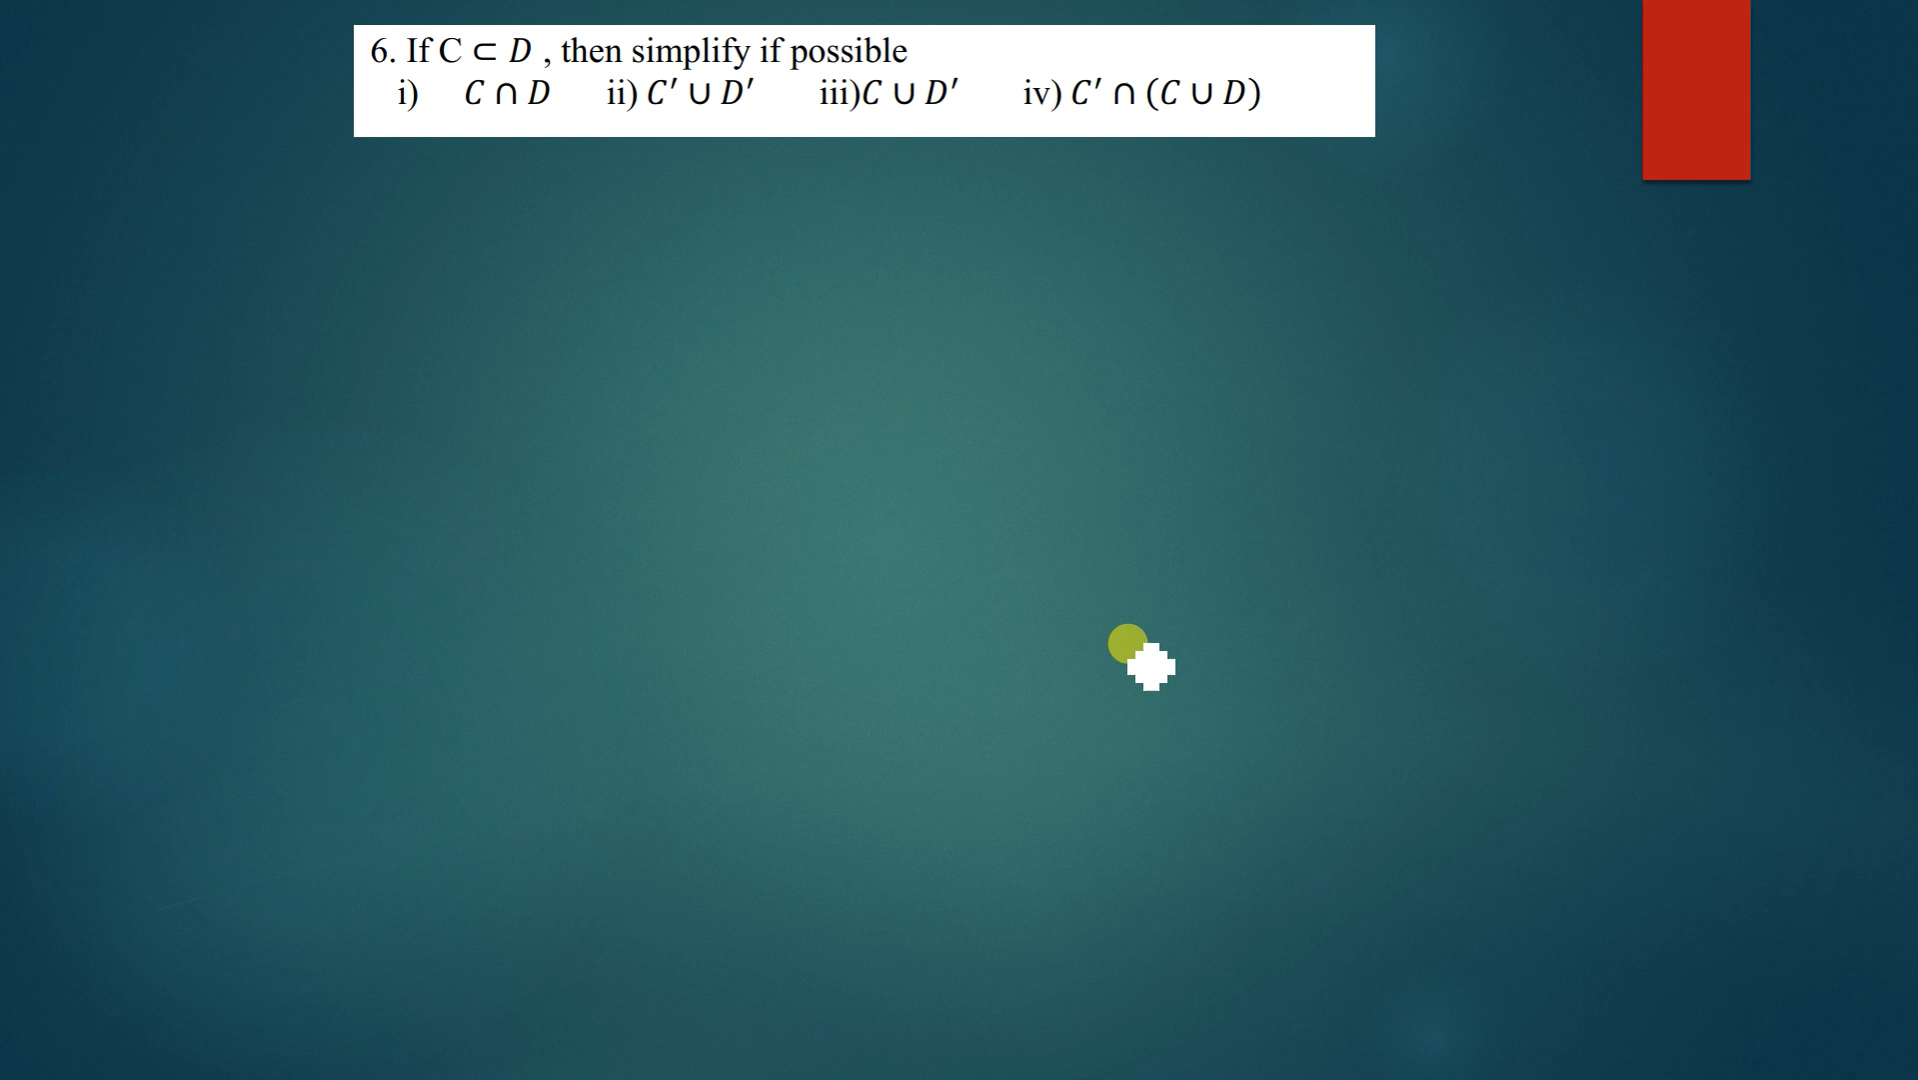 6. If C ⊂ D , then simplify if possible
i) C ∩ D ii) C′ ∪ D′ iii)C ∪ D′ iv) C′ ∩ (C ∪ D)